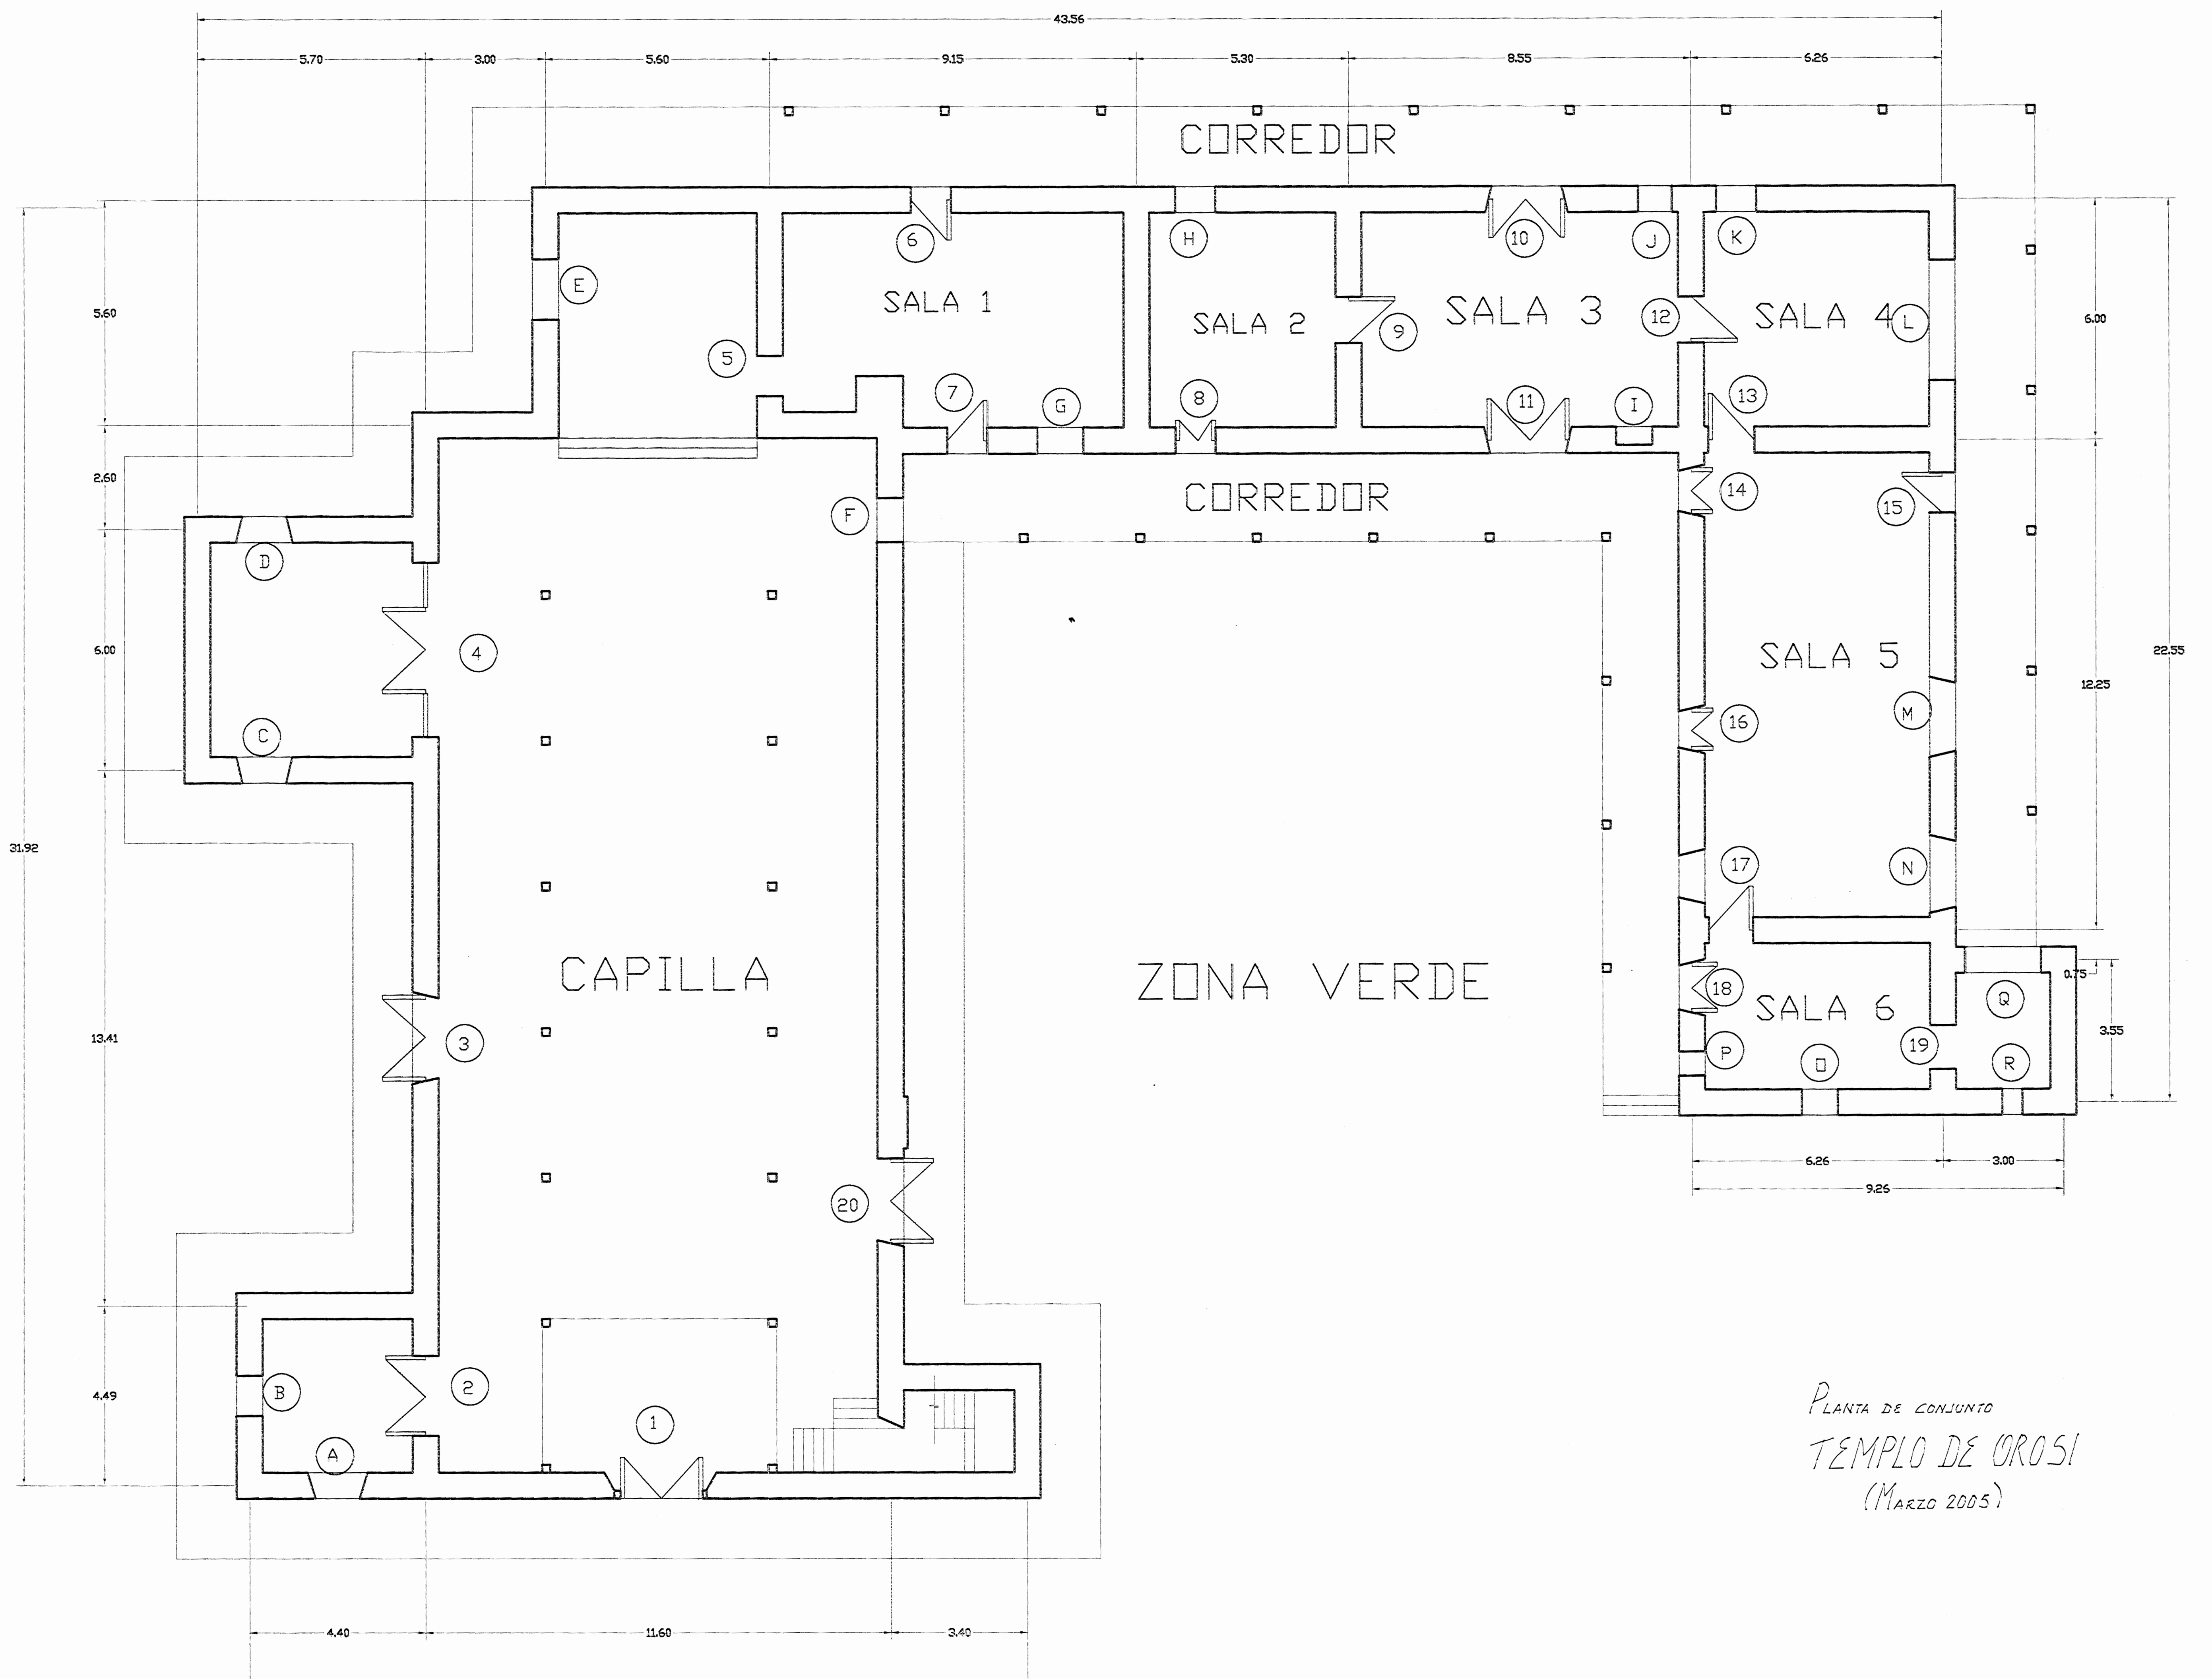 43.56
5.70 3.00 5.60 9.15 5.30 8.55 6.26
CORREDOR
6 H 10 J K
E
5.60 SALA 1 SALA 2 9 SALA 3 12 SALA 4 L 6.00
5
7 G 8 11 I 13
2.60 F CORREDOR 14 15
D
6.00 4 SALA 5 22.55
12.25
C 16 M
31.92
17 N
CAPILLA ZONA VERDE 0.75
18 SALA 6 Q
13.41 3 P O 19 R 3.55
6.26 3.00
20 9.26
4.49 B 2
1 A
PLANTA DE CONJUNTO
TEMPLO DE OROSI
(MARZO 2005)
4.40 11.60 3.40